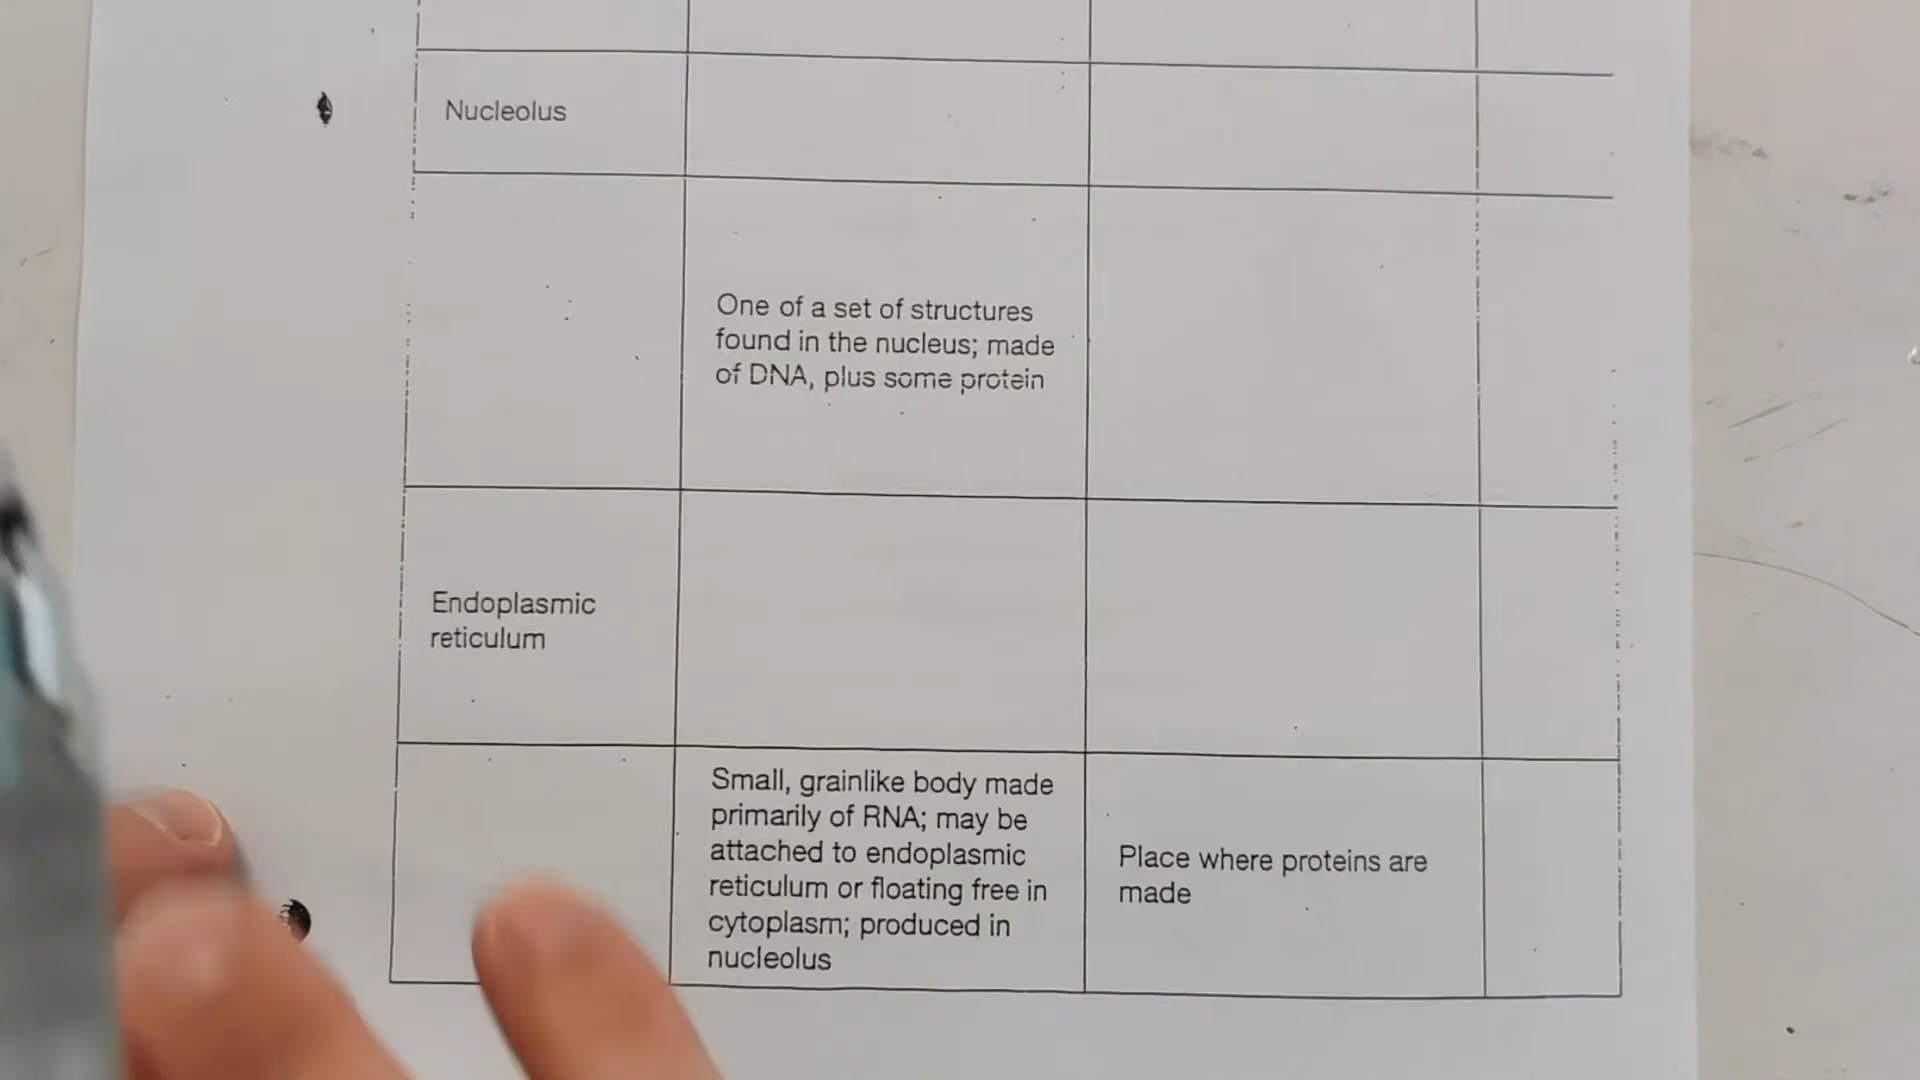 Nucleolus
One of a set of structures
found in the nucleus; made
of DNA, plus some protein
Endoplasmic
reticulum
Small, grainlike body made
primarily of RNA; may be
attached to endoplasmic
reticulum or floating free in
cytoplasm; produced in
nucleolus
Place where proteins are
made